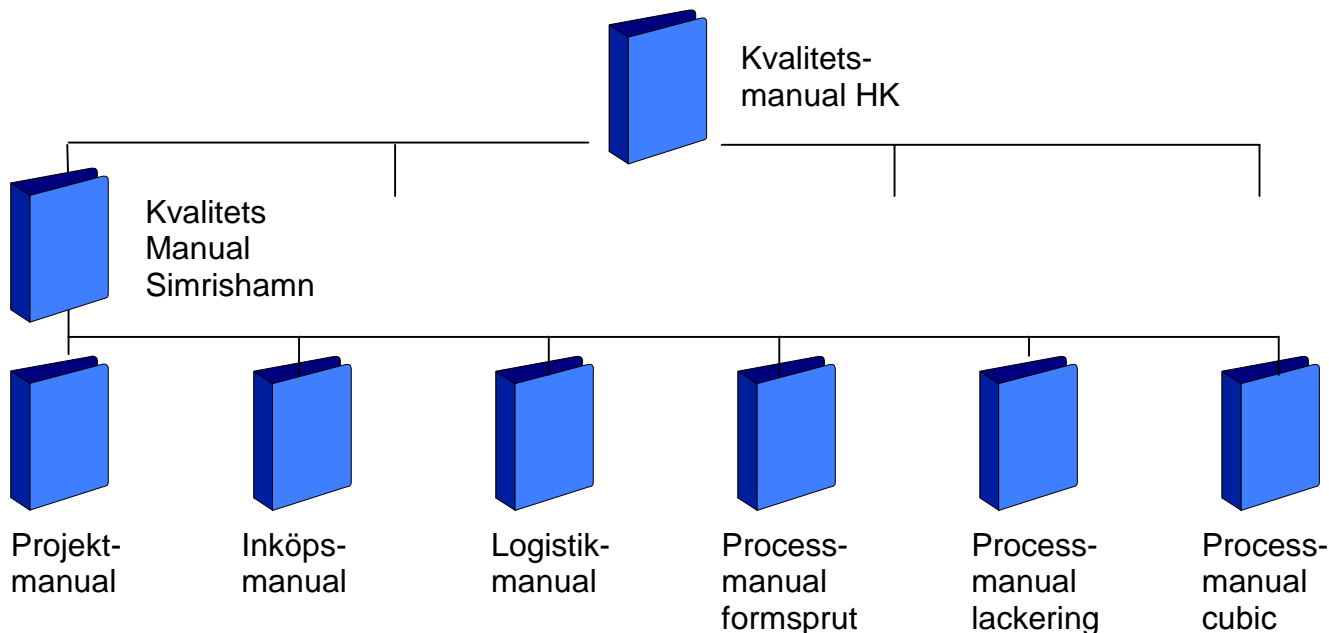 Kvalitets-
manual HK
Kvalitets
Manual
Simrishamn
Projekt-
manual
Inköps-
manual
Logistik-
manual
Process-
manual
formsprut
Process-
manual
lackering
Process-
manual
cubic